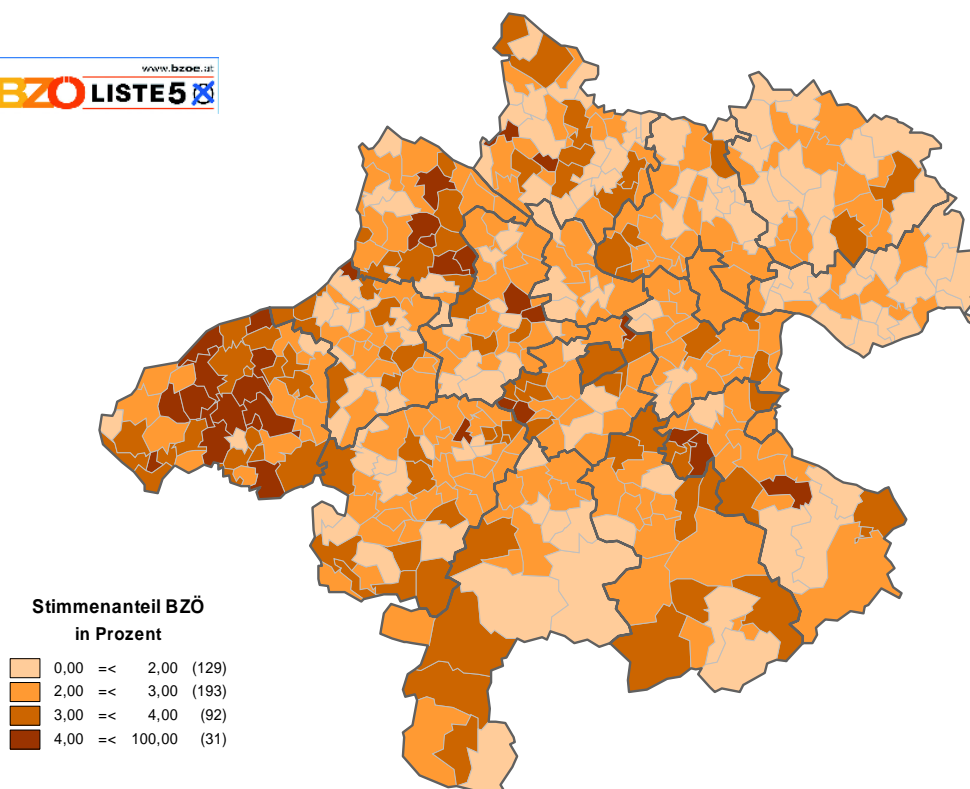 www.bzoe.at
BZÖ LISTE 5
Stimmenanteil BZÖ
in Prozent
0,00 =< 2,00 (129)
2,00 =< 3,00 (193)
3,00 =< 4,00 (92)
4,00 =< 100,00 (31)